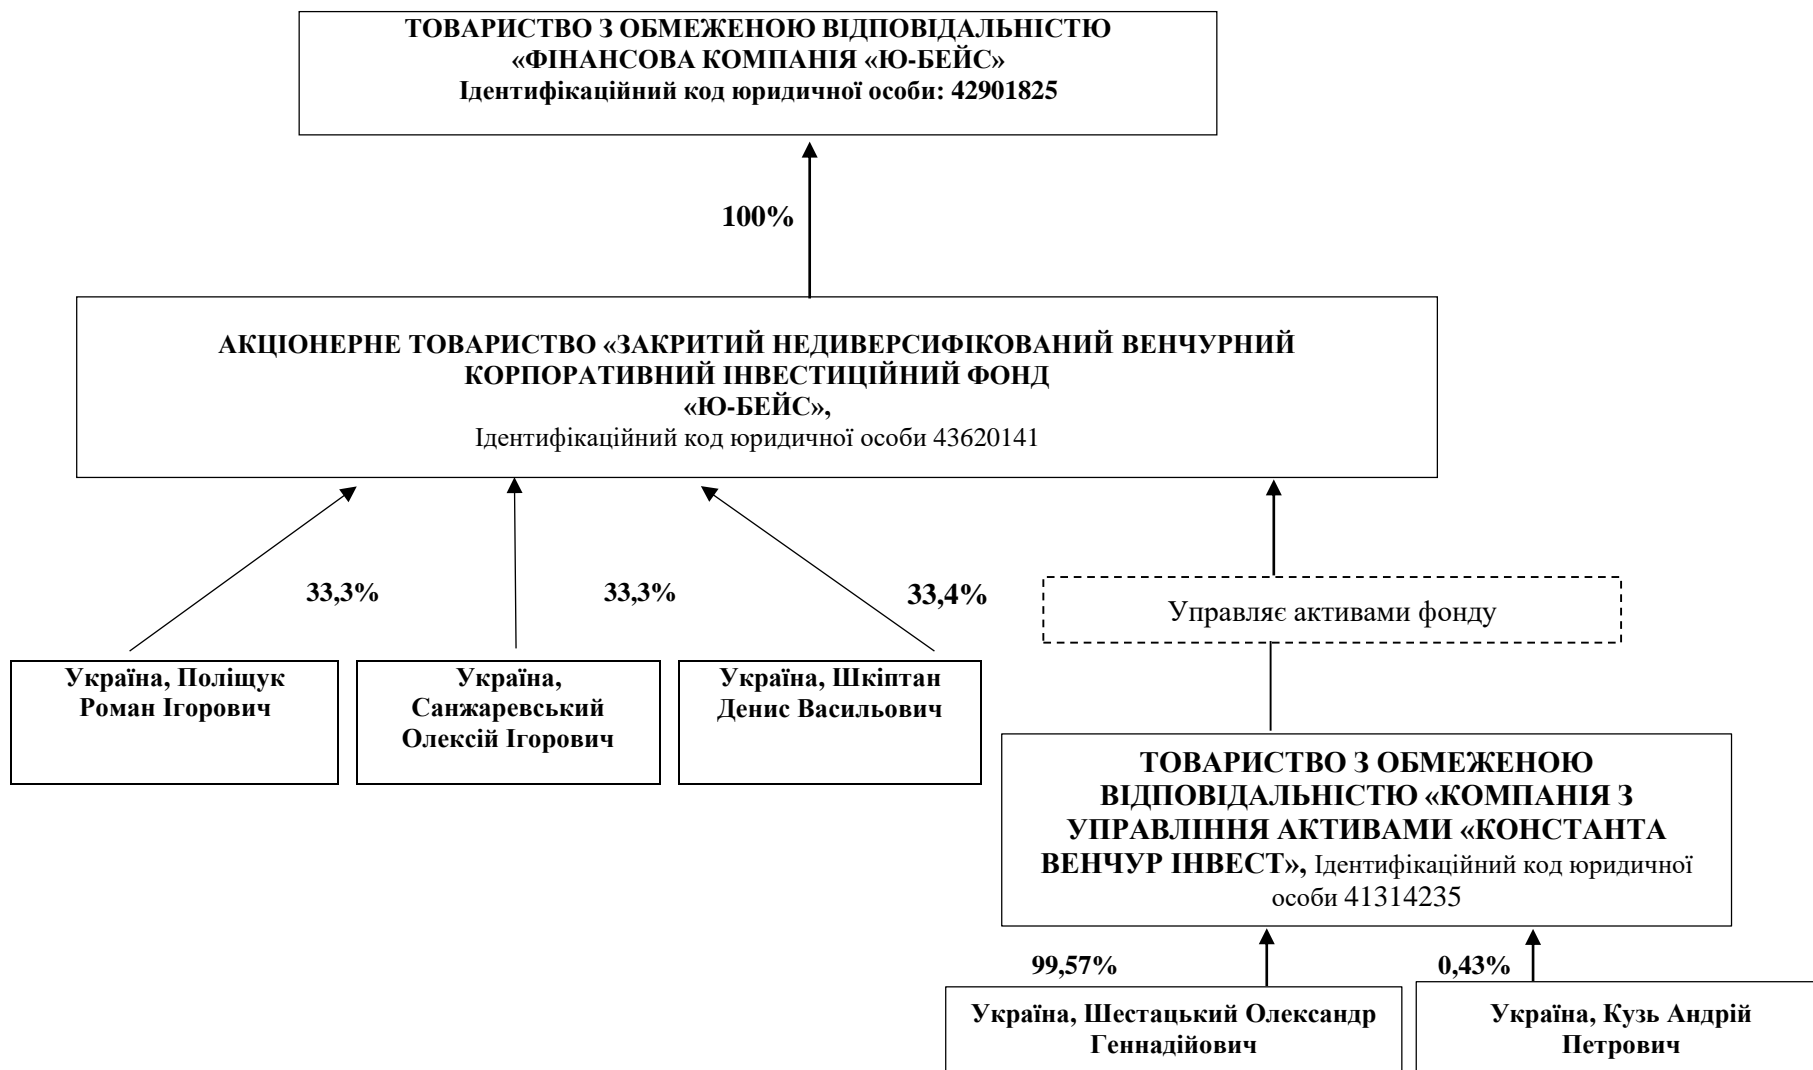 ТОВАРИСТВО З ОБМЕЖЕНОЮ ВІДПОВІДАЛЬНІСТЮ
«ФІНАНСОВА КОМПАНІЯ «Ю-БЕЙС»
Ідентифікаційний код юридичної особи: 42901825
100%
АКЦІОНЕРНЕ ТОВАРИСТВО «ЗАКРИТИЙ НЕДИВЕРСИФІКОВАНИЙ ВЕНЧУРНИЙ
КОРПОРАТИВНИЙ ІНВЕСТИЦІЙНИЙ ФОНД
«Ю-БЕЙС»,
Ідентифікаційний код юридичної особи 43620141
33,3%
33,3%
33,4%
Управляє активами фонду
Україна, Поліщук
Роман Ігорович
Україна,
Санжаревський
Олексій Ігорович
Україна, Шкіптан
Денис Васильович
ТОВАРИСТВО З ОБМЕЖЕНОЮ
ВІДПОВІДАЛЬНІСТЮ «КОМПАНІЯ З
УПРАВЛІННЯ АКТИВАМИ «КОНСТАНТА
ВЕНЧУР ІНВЕСТ», Ідентифікаційний код юридичної
особи 41314235
99,57%
0,43%
Україна, Шестацький Олександр
Геннадійович
Україна, Кузь Андрій
Петрович